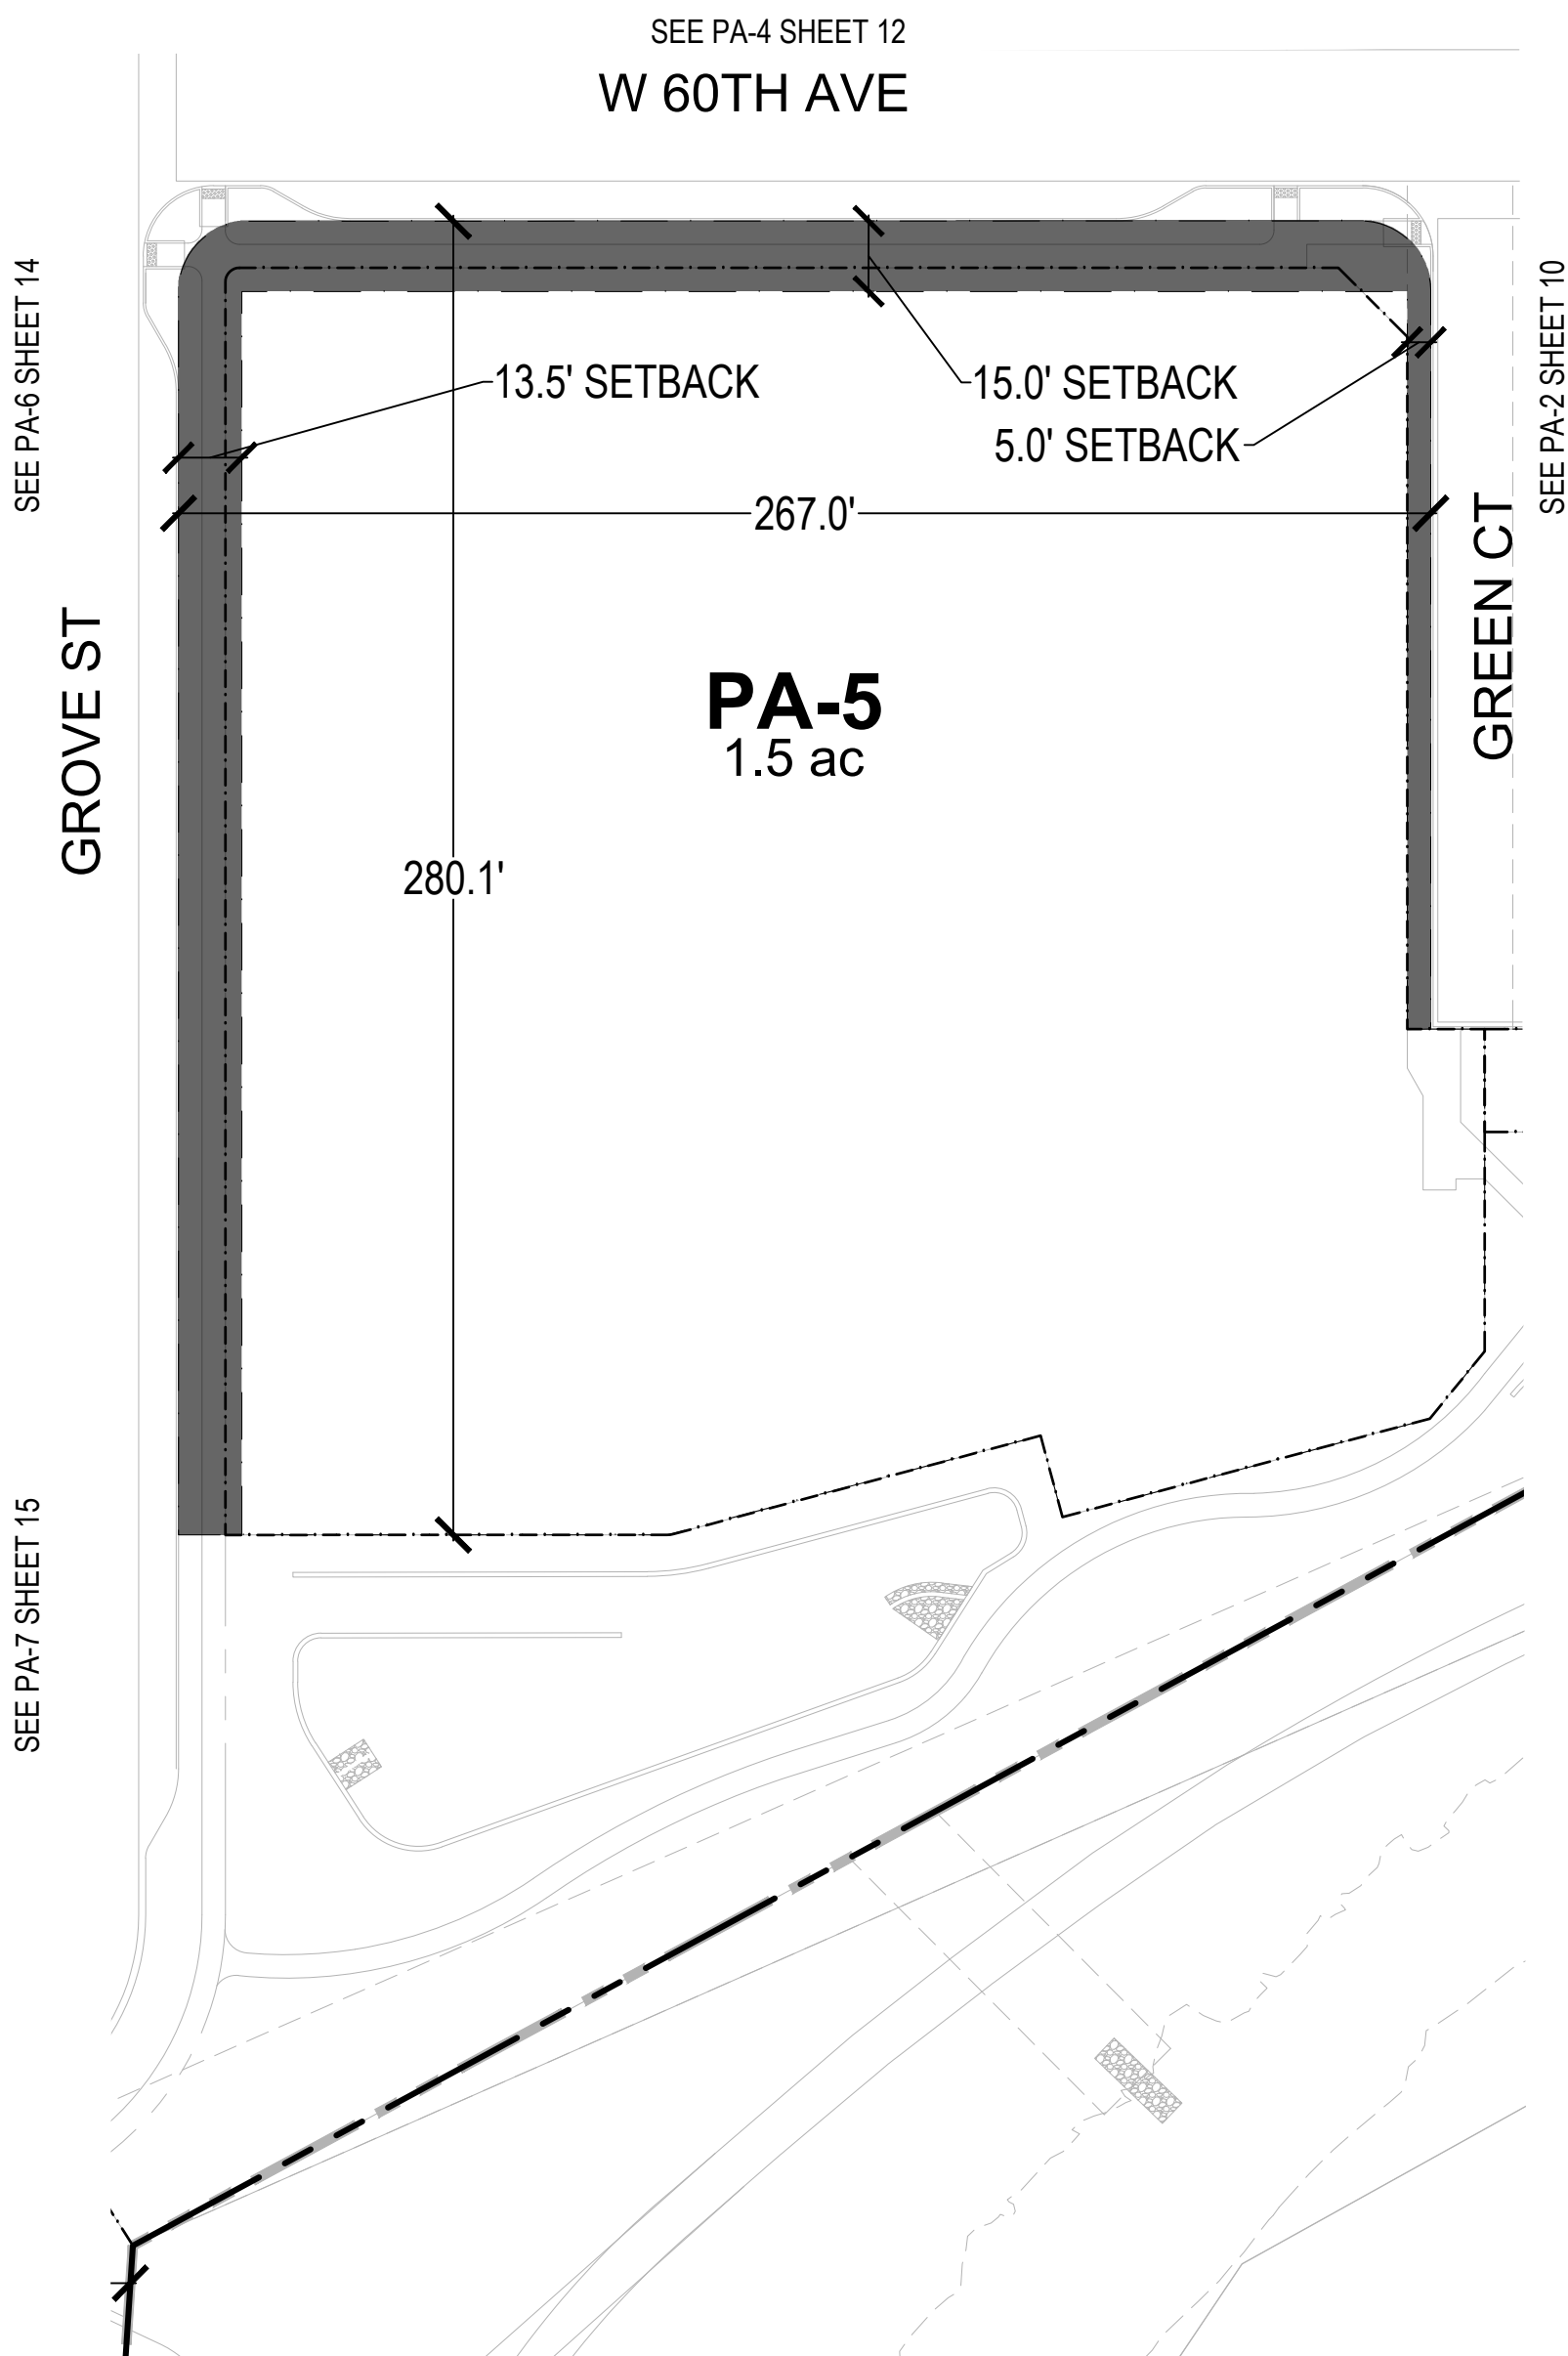 SEE PA-4 SHEET 12
W 60TH AVE
SEE PA-6 SHEET 14
SEE PA-2 SHEET 10
13.5' SETBACK
15.0' SETBACK
5.0' SETBACK
267.0'
GREEN CT
GROVE ST
PA-5
1.5 ac
280.1'
SEE PA-7 SHEET 15